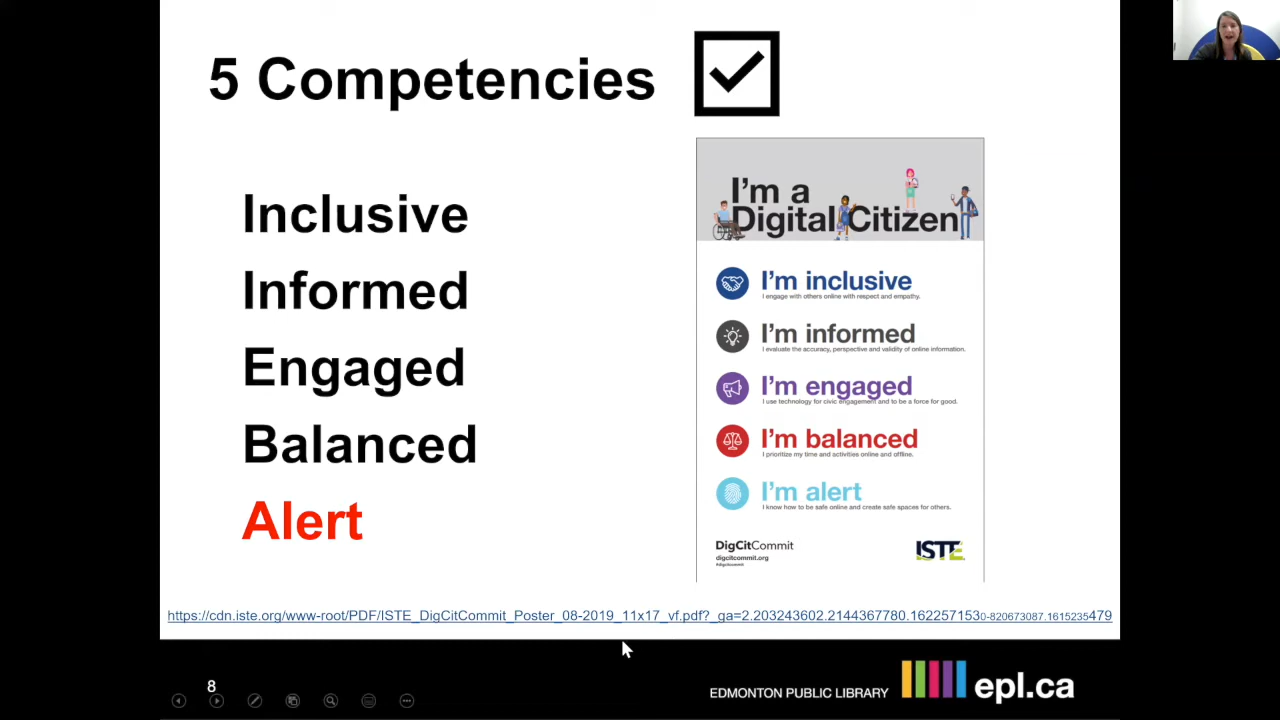 5 Competencies
Inclusive
Informed
Engaged
Balanced
Alert
I'm a
Digital Citizen
I'm inclusive
I engage with others online with respect and empathy.
I'm informed
I evaluate the accuracy, perspective and validity of online information.
I'm engaged
I use technology for civic engagement and to be a force for good.
I'm balanced
I prioritize my time and activities online and offline.
I'm alert
I know how to be safe online and create safe spaces for others.
DigCitCommit
digcitcommit.org
#digcitcommit
ISTE
https://cdn.iste.org/www-root/PDF/ISTE_DigCitCommit_Poster_08-2019_11x17_vf.pdf?_ga=2.203243602.2144367780.1622571530-820673087.1615235479
8
EDMONTON PUBLIC LIBRARY
epl.ca